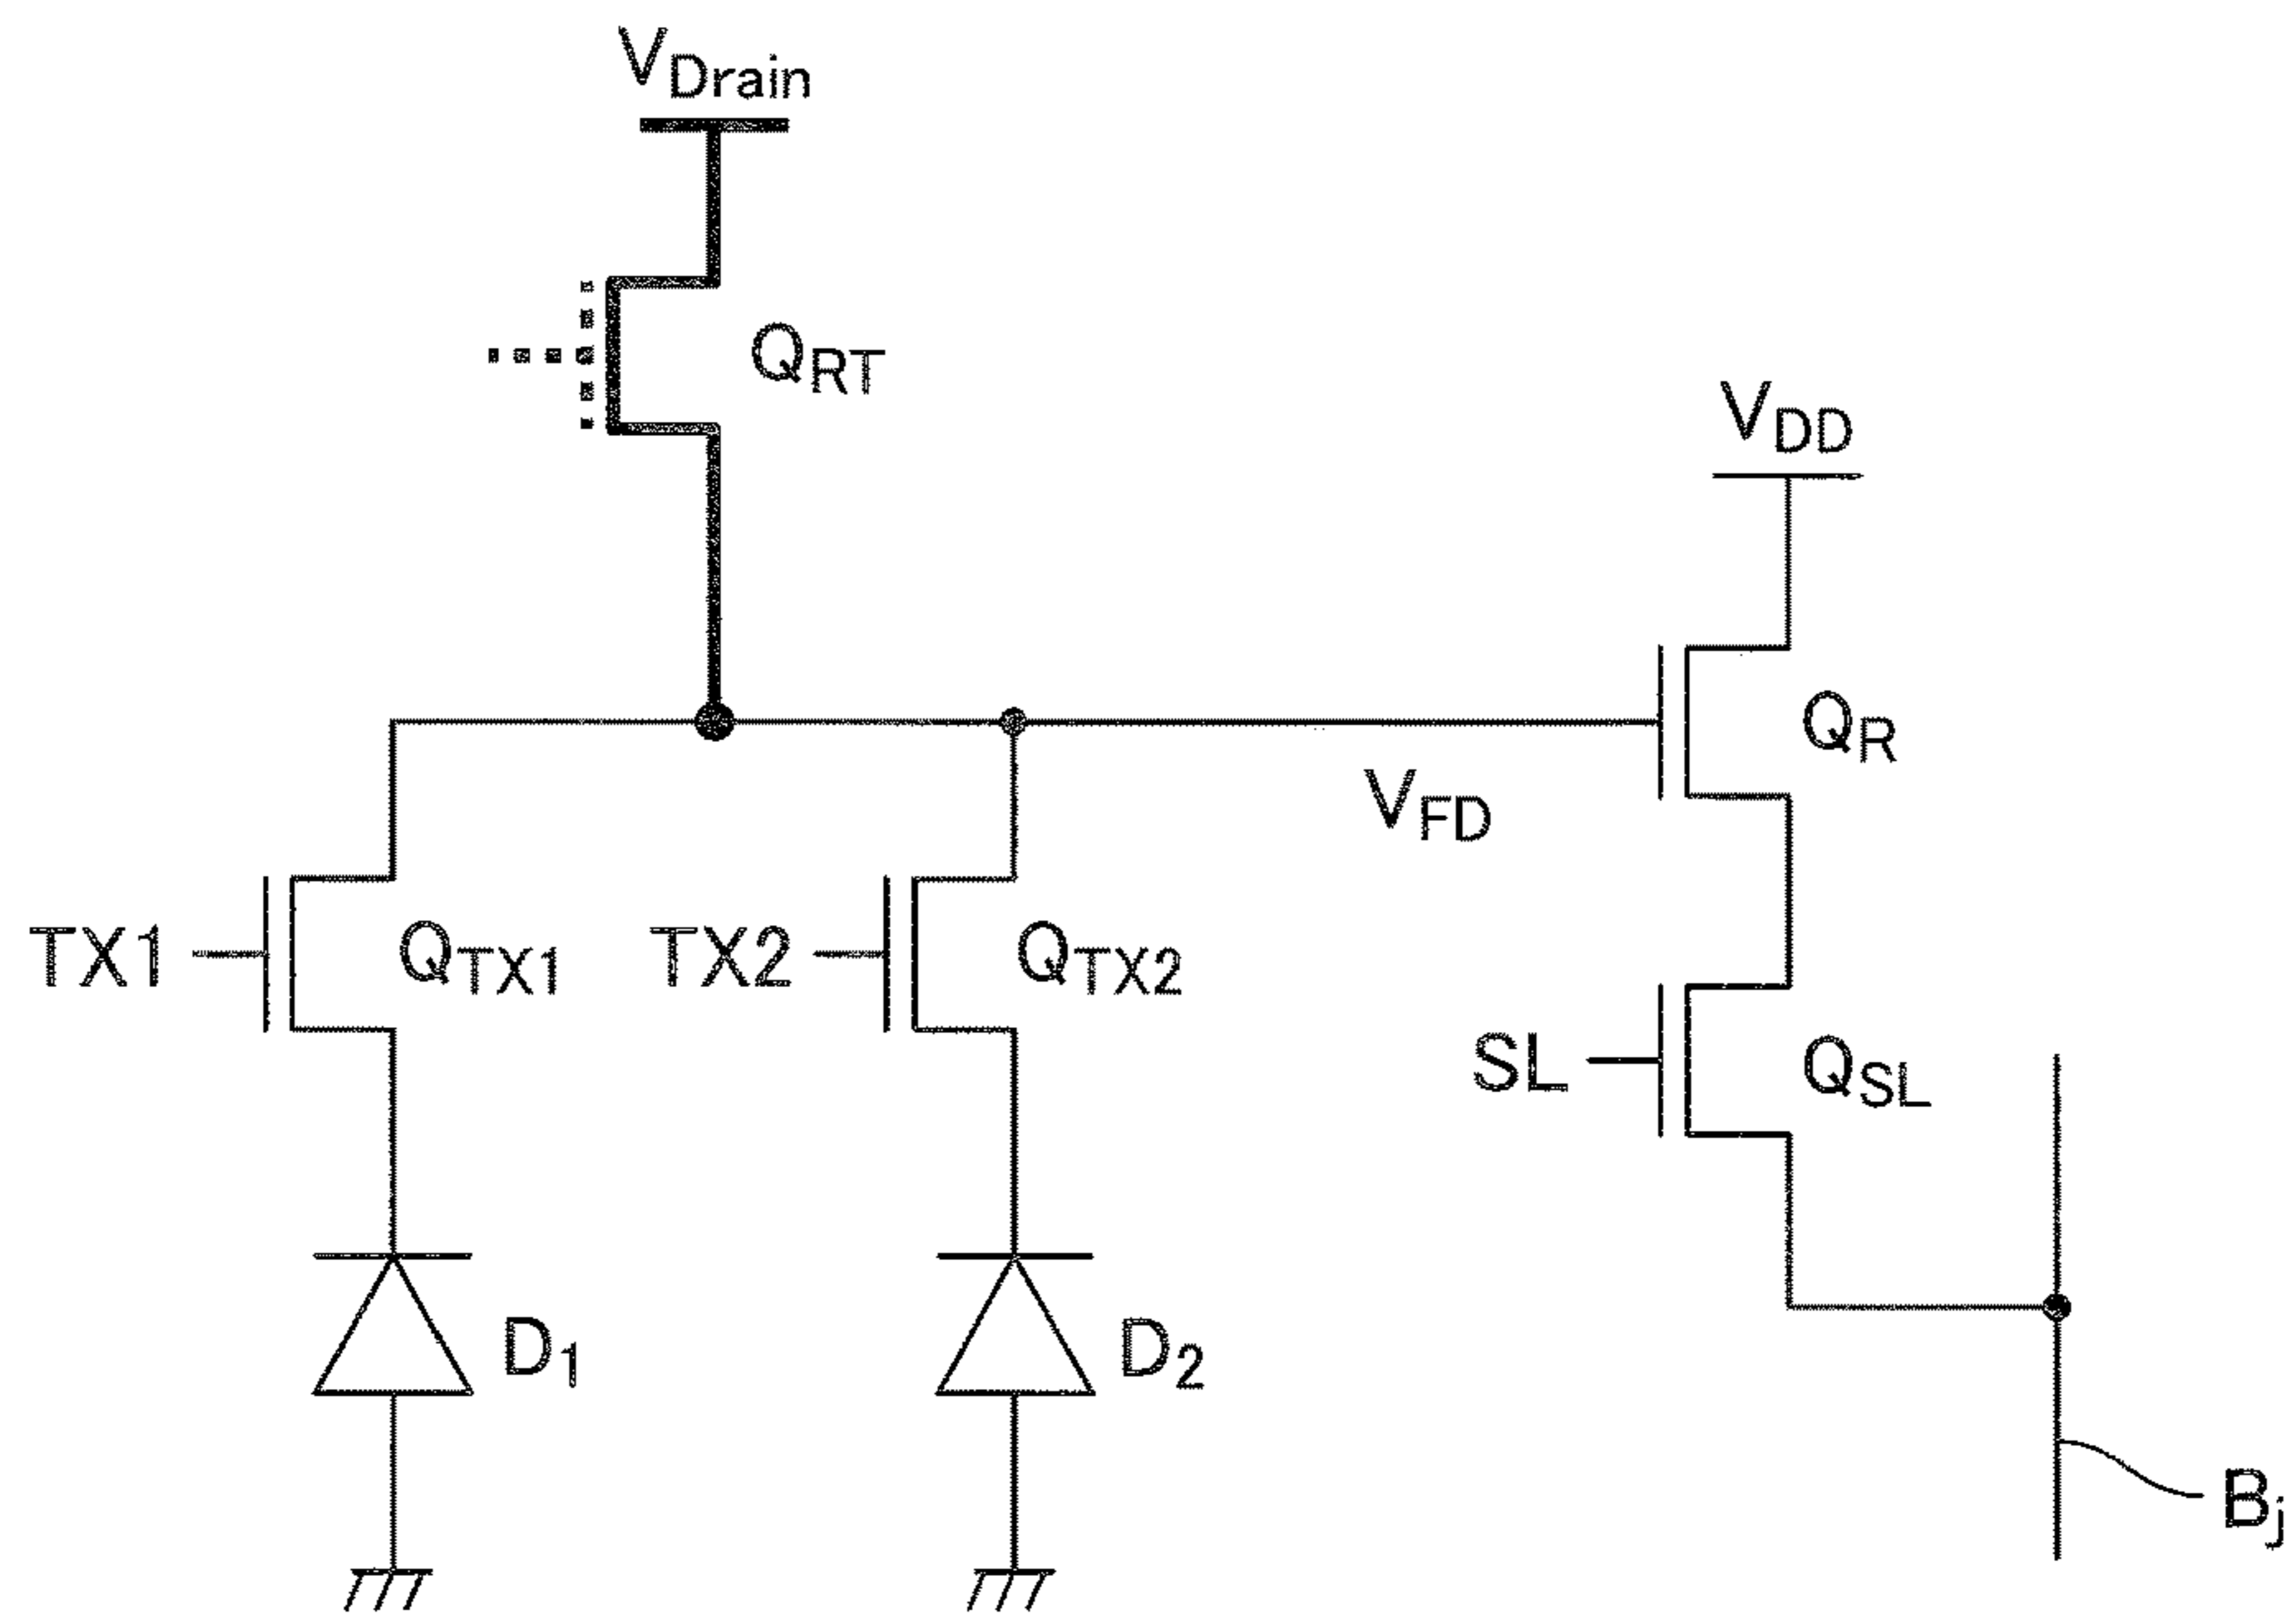 VDrain
QRT
VDD
QR
VFD
TX1
QTX1
TX2
QTX2
SL
QSL
D1
D2
Bj